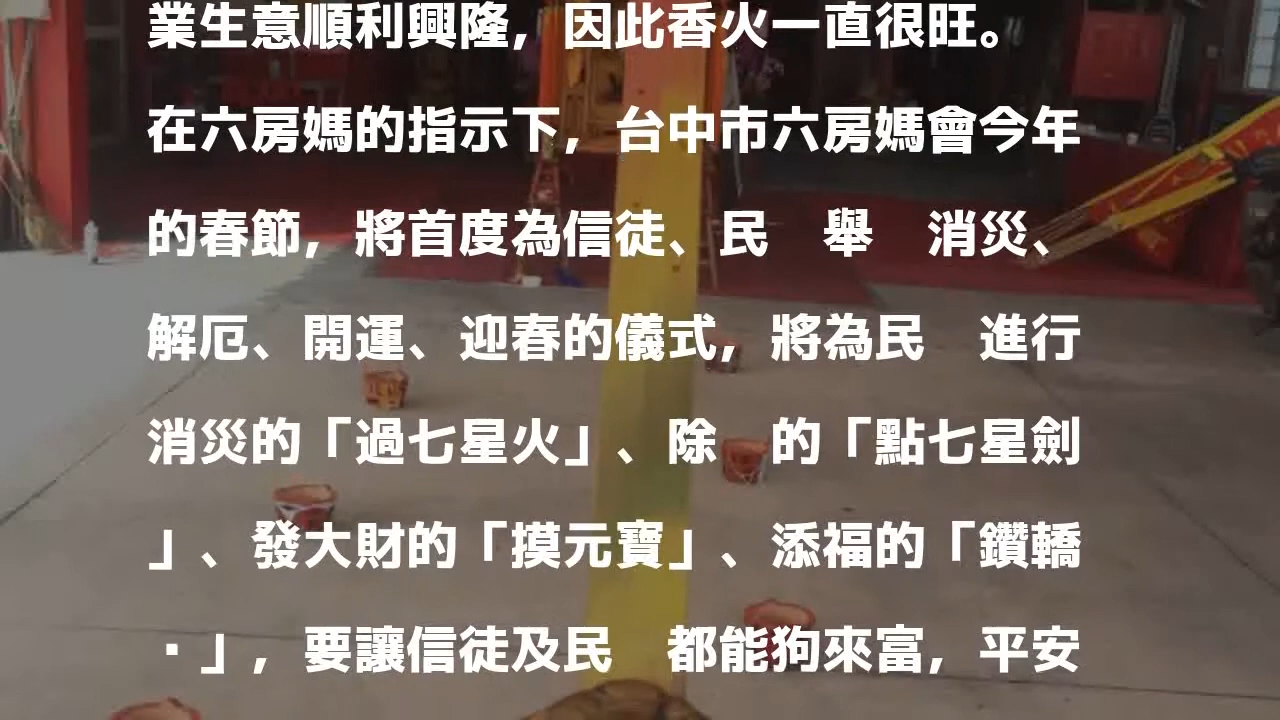 業生意順利興隆，因此香火一直很旺。
在六房媽的指示下，台中市六房媽會今年
的春節，將首度為信徒、民　舉　消災、
解厄、開運、迎春的儀式，將為民　進行
消災的「過七星火」、除　的「點七星劍
」、發大財的「摸元寶」、添福的「鑽轎
・」，要讓信徒及民　都能狗來富，平安